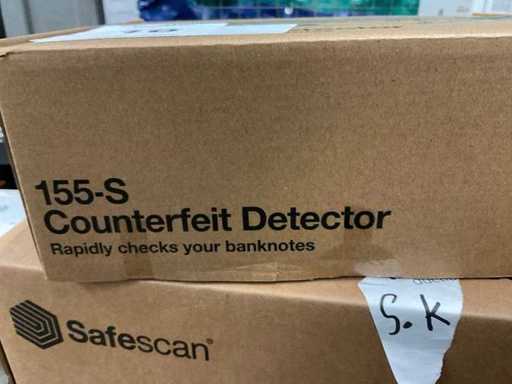 155-S
Counterfeit Detector
Rapidly checks your banknotes
Safescan®
S.K